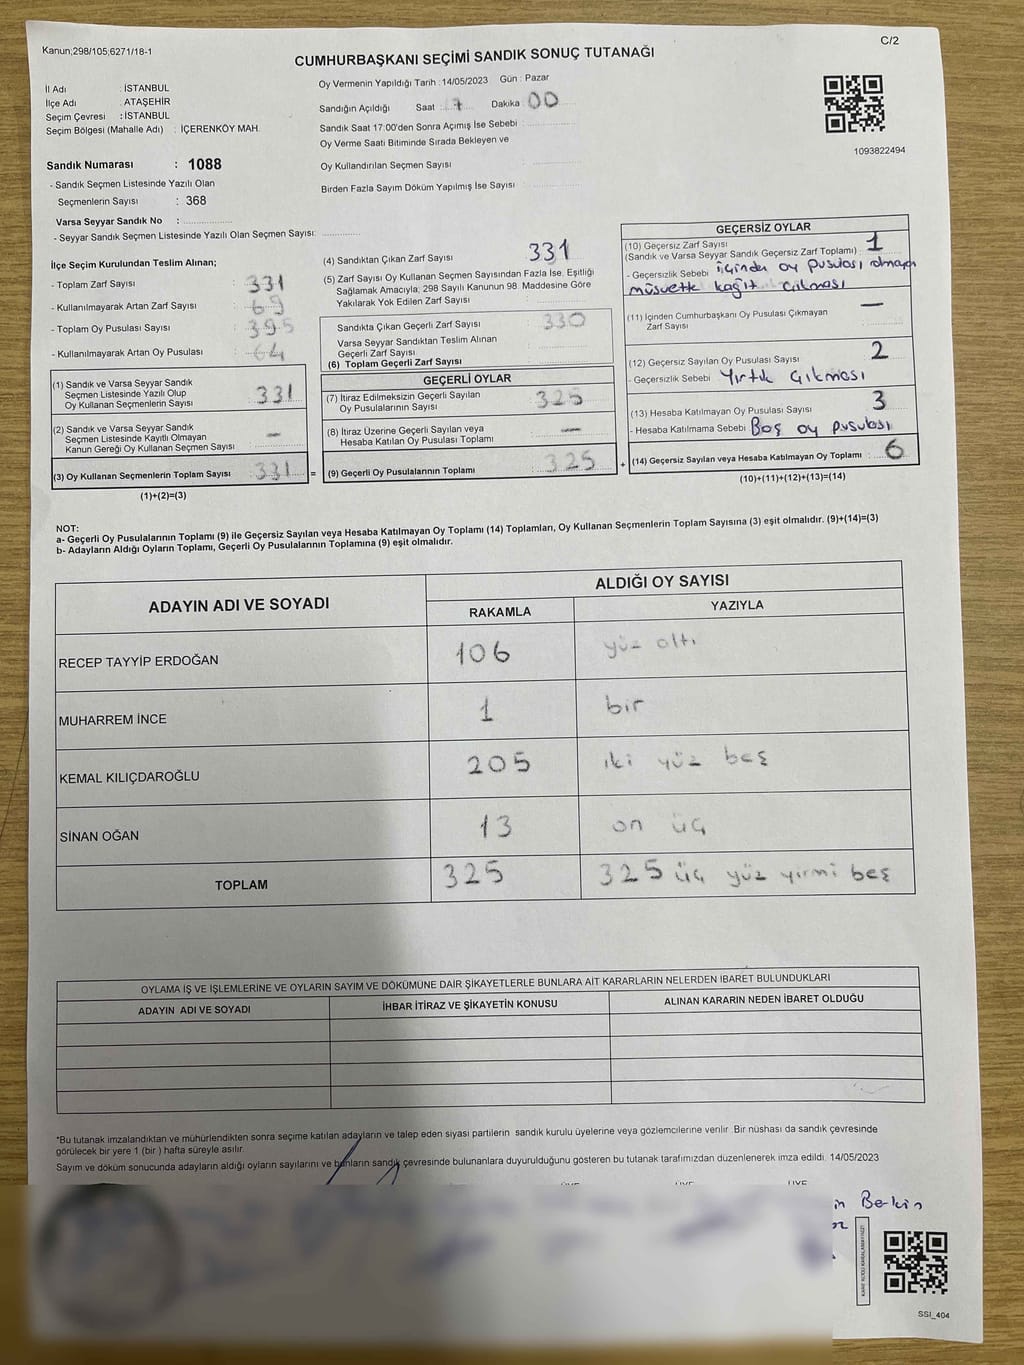 Kanun;298/105;6271/18-1
C/2
CUMHURBAŞKANI SEÇİMİ SANDIK SONUÇ TUTANAĞI
İl Adı : İSTANBUL
İlçe Adı : ATAŞEHİR
Seçim Çevresi : İSTANBUL
Seçim Bölgesi (Mahalle Adı) : İÇERENKÖY MAH.
Sandık Numarası : 1088
- Sandık Seçmen Listesinde Yazılı Olan
Seçmenlerin Sayısı : 368
Varsa Seyyar Sandık No :
- Seyyar Sandık Seçmen Listesinde Yazılı Olan Seçmen Sayısı:
Oy Vermenin Yapıldığı Tarih : 14/05/2023 Gün : Pazar
Sandığın Açıldığı Saat : 7 Dakika 00
Sandık Saat 17:00'den Sonra Açımış İse Sebebi :
Oy Verme Saati Bitiminde Sırada Bekleyen ve
Oy Kullandırılan Seçmen Sayısı :
Birden Fazla Sayım Döküm Yapılmış İse Sayısı :
1093822494
İlçe Seçim Kurulundan Teslim Alınan;
- Toplam Zarf Sayısı : 331
- Kullanılmayarak Artan Zarf Sayısı : 69
- Toplam Oy Pusulası Sayısı : 395
- Kullanılmayarak Artan Oy Pusulası : 64
(1) Sandık ve Varsa Seyyar Sandık
Seçmen Listesinde Yazılı Olup
Oy Kullanan Seçmenlerin Sayısı : 331
(2) Sandık ve Varsa Seyyar Sandık
Seçmen Listesinde Kayıtlı Olmayan
Kanun Gereği Oy Kullanan Seçmen Sayısı : –
(3) Oy Kullanan Seçmenlerin Toplam Sayısı : 331 =
(1)+(2)=(3)
(4) Sandıktan Çıkan Zarf Sayısı : 331
(5) Zarf Sayısı Oy Kullanan Seçmen Sayısından Fazla İse, Eşitliği
Sağlamak Amacıyla, 298 Sayılı Kanunun 98. Maddesine Göre
Yakılarak Yok Edilen Zarf Sayısı :
Sandıkta Çıkan Geçerli Zarf Sayısı : 330
Varsa Seyyar Sandıktan Teslim Alınan
Geçerli Zarf Sayısı
(6) Toplam Geçerli Zarf Sayısı :
GEÇERLİ OYLAR
(7) İtiraz Edilmeksizin Geçerli Sayılan
Oy Pusulalarının Sayısı : 325
(8) İtiraz Üzerine Geçerli Sayılan veya
Hesaba Katılan Oy Pusulası Toplamı : –
(9) Geçerli Oy Pusulalarının Toplamı : 325 +
GEÇERSİZ OYLAR
(10) Geçersiz Zarf Sayısı
(Sandık ve Varsa Seyyar Sandık Geçersiz Zarf Toplamı) : 1
- Geçersizlik Sebebi içinde oy pusulası olmayıp
müsvette kağıt çıkması
(11) İçinden Cumhurbaşkanı Oy Pusulası Çıkmayan
Zarf Sayısı : –
(12) Geçersiz Sayılan Oy Pusulası Sayısı : 2
- Geçersizlik Sebebi Yırtık çıkması
(13) Hesaba Katılmayan Oy Pusulası Sayısı : 3
- Hesaba Katılmama Sebebi Boş oy pusulası
(14) Geçersiz Sayılan veya Hesaba Katılmayan Oy Toplamı : 6
(10)+(11)+(12)+(13)=(14)
NOT:
a- Geçerli Oy Pusulalarının Toplamı (9) ile Geçersiz Sayılan veya Hesaba Katılmayan Oy Toplamı (14) Toplamları, Oy Kullanan Seçmenlerin Toplam Sayısına (3) eşit olmalıdır. (9)+(14)=(3)
b- Adayların Aldığı Oyların Toplamı, Geçerli Oy Pusulalarının Toplamına (9) eşit olmalıdır.
ADAYIN ADI VE SOYADI
ALDIĞI OY SAYISI
RAKAMLA YAZIYLA
RECEP TAYYİP ERDOĞAN 106 yüz altı
MUHARREM İNCE 1 bir
KEMAL KILIÇDAROĞLU 205 iki yüz beş
SİNAN OĞAN 13 on üç
TOPLAM 325 325 üç yüz yirmi beş
OYLAMA İŞ VE İŞLEMLERİNE VE OYLARIN SAYIM VE DÖKÜMÜNE DAİR ŞİKAYETLERLE BUNLARA AİT KARARLARIN NELERDEN İBARET BULUNDUKLARI
ADAYIN ADI VE SOYADI İHBAR İTİRAZ VE ŞİKAYETİN KONUSU ALINAN KARARIN NEDEN İBARET OLDUĞU
*Bu tutanak imzalandıktan ve mühürlendikten sonra seçime katılan adayların ve talep eden siyasi partilerin sandık kurulu üyelerine veya gözlemcilerine verilir. Bir nüshası da sandık çevresinde
görülecek bir yere 1 (bir ) hafta süreyle asılır.
Sayım ve döküm sonucunda adayların aldığı oyların sayılarını ve bunların sandık çevresinde bulunanlara duyurulduğunu gösteren bu tutanak tarafımızdan düzenlenerek imza edildi. 14/05/2023
Berkin
KARE KODU KARALAMAYINIZ!
SSI_404